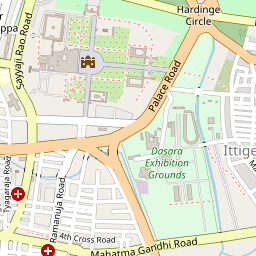 Hardinge
Circle
ppa
Sayyaji Rao Road
Palace Road
Dasara
Exhibition
Grounds
Ittige
Tyagaraja Road
Ramanuja Road
4th Cross Road
Mahatma Gandhi Road